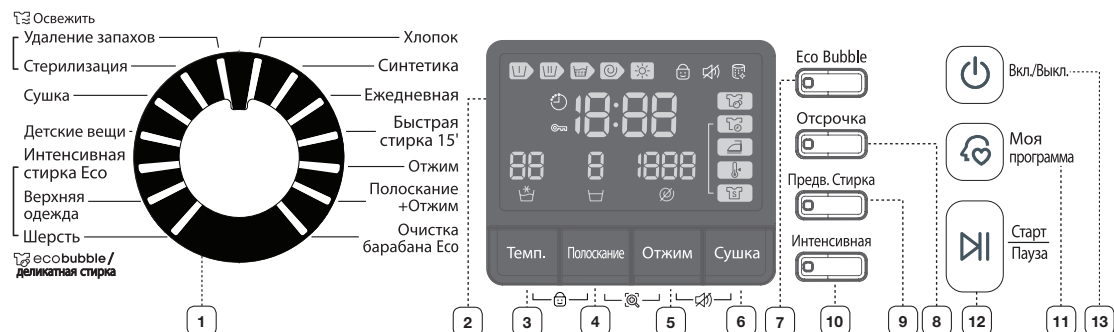 Освежить
Удаление запахов
Стерилизация
Сушка
Детские вещи
Интенсивная
стирка Eco
Верхняя
одежда
Шерсть
ecobubble/
деликатная стирка
Хлопок
Синтетика
Ежедневная
Быстрая
стирка 15'
Отжим
Полоскание
+Отжим
Очистка
барабана Eco
18:88
88 8 1888
Темп. Полоскание Отжим Сушка
Eco Bubble
Отсрочка
Предв. Стирка
Интенсивная
Вкл./Выкл.
Моя
программа
Старт
Пауза
1 2 3 4 5 6 7 10 9 8 12 11 13